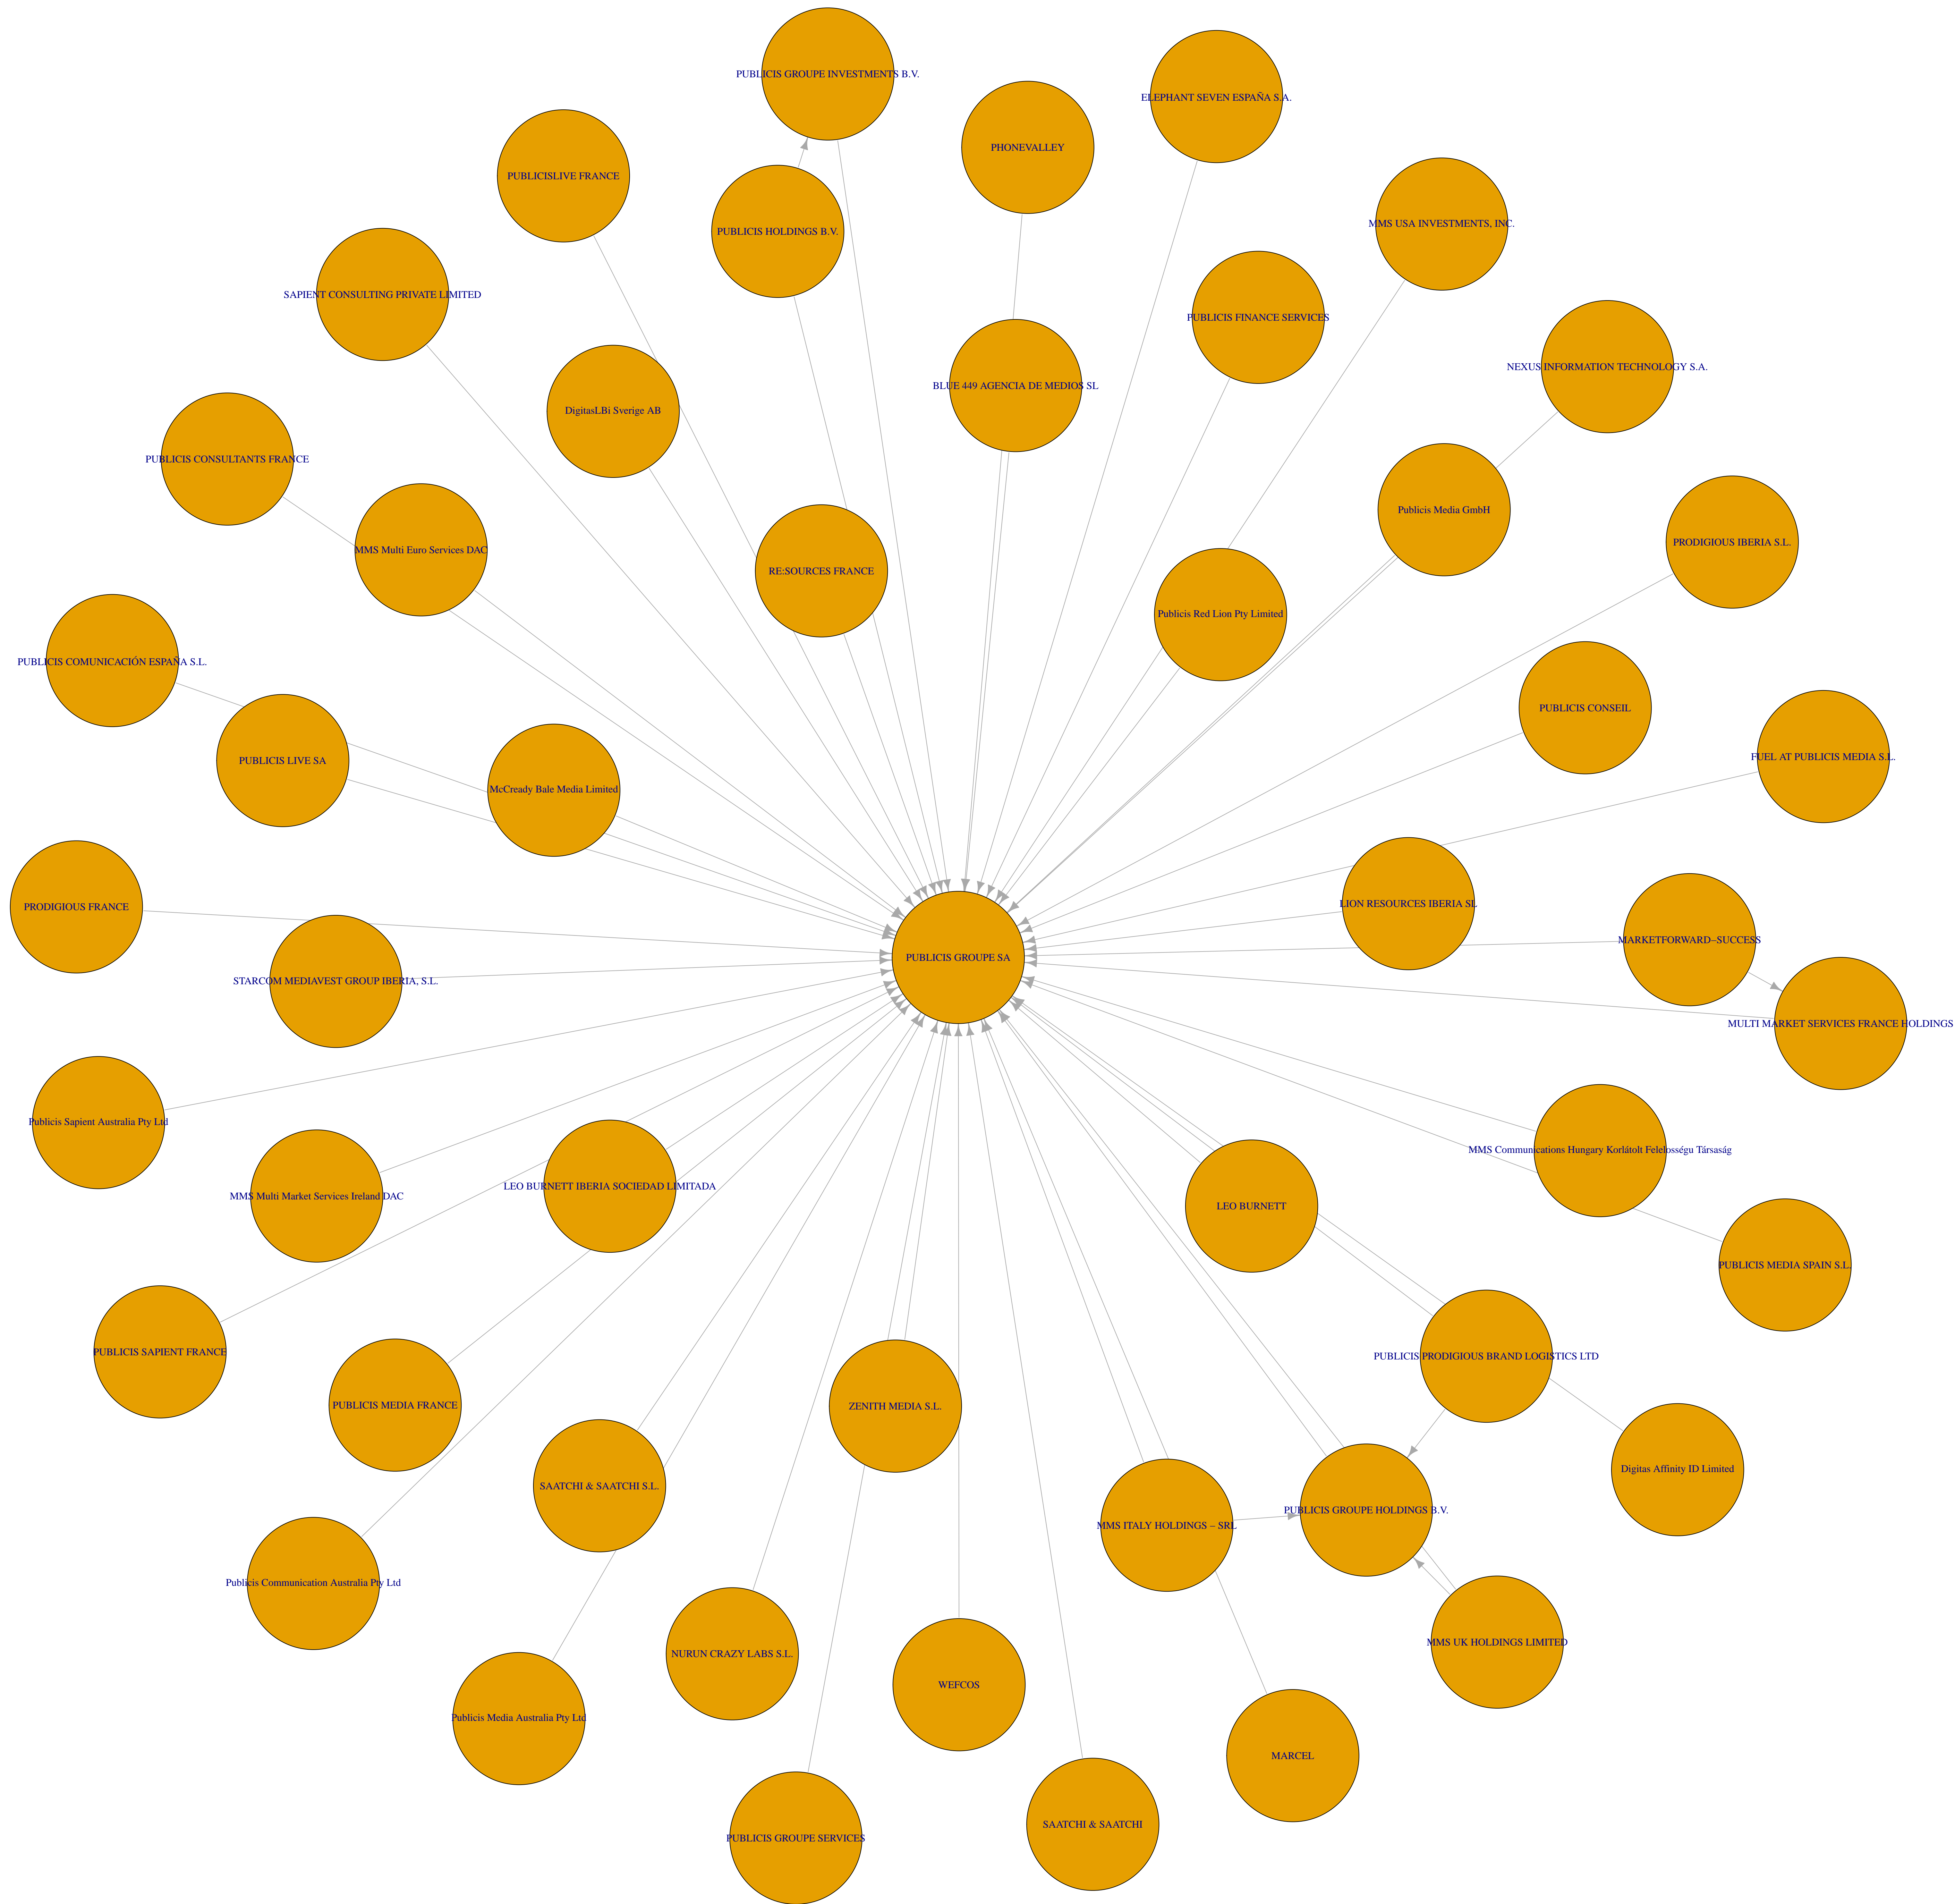 PUBLICIS GROUPE INVESTMENTS B.V.
ELEPHANT SEVEN ESPAÑA S.A.
PHONEVALLEY
PUBLICISLIVE FRANCE
MMS USA INVESTMENTS, INC.
PUBLICIS HOLDINGS B.V.
SAPIENT CONSULTING PRIVATE LIMITED
PUBLICIS FINANCE SERVICES
NEXUS INFORMATION TECHNOLOGY S.A.
BLUE 449 AGENCIA DE MEDIOS SL
DigitasLBi Sverige AB
PUBLICIS CONSULTANTS FRANCE
Publicis Media GmbH
PRODIGIOUS IBERIA S.L.
MMS Multi Euro Services DAC
RE:SOURCES FRANCE
Publicis Red Lion Pty Limited
PUBLICIS COMUNICACIÓN ESPAÑA S.L.
PUBLICIS CONSEIL
FUEL AT PUBLICIS MEDIA S.L.
PUBLICIS LIVE SA
McCready Bale Media Limited
LION RESOURCES IBERIA SL
PRODIGIOUS FRANCE
MARKETFORWARD−SUCCESS
PUBLICIS GROUPE SA
STARCOM MEDIAVEST GROUP IBERIA, S.L.
MULTI MARKET SERVICES FRANCE HOLDINGS
Publicis Sapient Australia Pty Ltd
MMS Communications Hungary Korlátolt Felelosségu Társaság
LEO BURNETT IBERIA SOCIEDAD LIMITADA
MMS Multi Market Services Ireland DAC
LEO BURNETT
PUBLICIS MEDIA SPAIN S.L.
PUBLICIS SAPIENT FRANCE
PUBLICIS PRODIGIOUS BRAND LOGISTICS LTD
PUBLICIS MEDIA FRANCE
ZENITH MEDIA S.L.
Digitas Affinity ID Limited
SAATCHI & SAATCHI S.L.
PUBLICIS GROUPE HOLDINGS B.V.
MMS ITALY HOLDINGS − SRL
Publicis Communication Australia Pty Ltd
MMS UK HOLDINGS LIMITED
NURUN CRAZY LABS S.L.
WEFCOS
Publicis Media Australia Pty Ltd
MARCEL
SAATCHI & SAATCHI
PUBLICIS GROUPE SERVICES